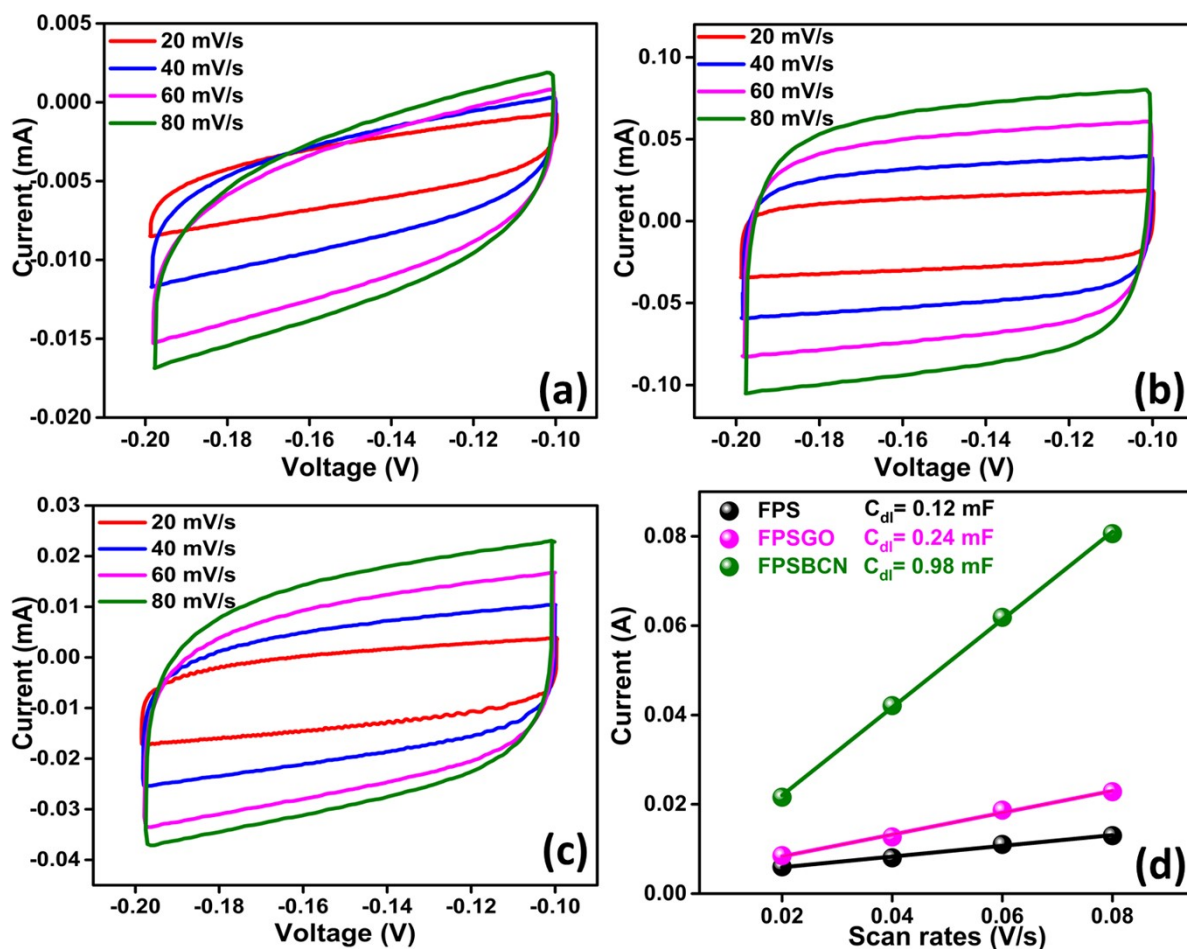 0.005
0.000
0.005
-0.010
-0.015
-0.020
Current (mA)
20 mV/s
40 mV/s
60 mV/s
80 mV/s
(a)
-0.20 -0.18 -0.16 -0.14 -0.12 -0.10
Voltage (V)
0.10
0.05
0.00
-0.05
-0.10
Current (mA)
20 mV/s
40 mV/s
60 mV/s
80 mV/s
(b)
-0.20 -0.18 -0.16 -0.14 -0.12 -0.10
Voltage (V)
0.03
0.02
0.01
0.00
-0.01
-0.02
-0.03
-0.04
Current (mA)
20 mV/s
40 mV/s
60 mV/s
80 mV/s
(c)
-0.20 -0.18 -0.16 -0.14 -0.12 -0.10
Voltage (V)
0.08
0.06
0.04
0.02
0.00
Current (A)
FPS Cdl= 0.12 mF
FPSGO Cdl= 0.24 mF
FPSBCN Cdl= 0.98 mF
(d)
0.02 0.04 0.06 0.08
Scan rates (V/s)